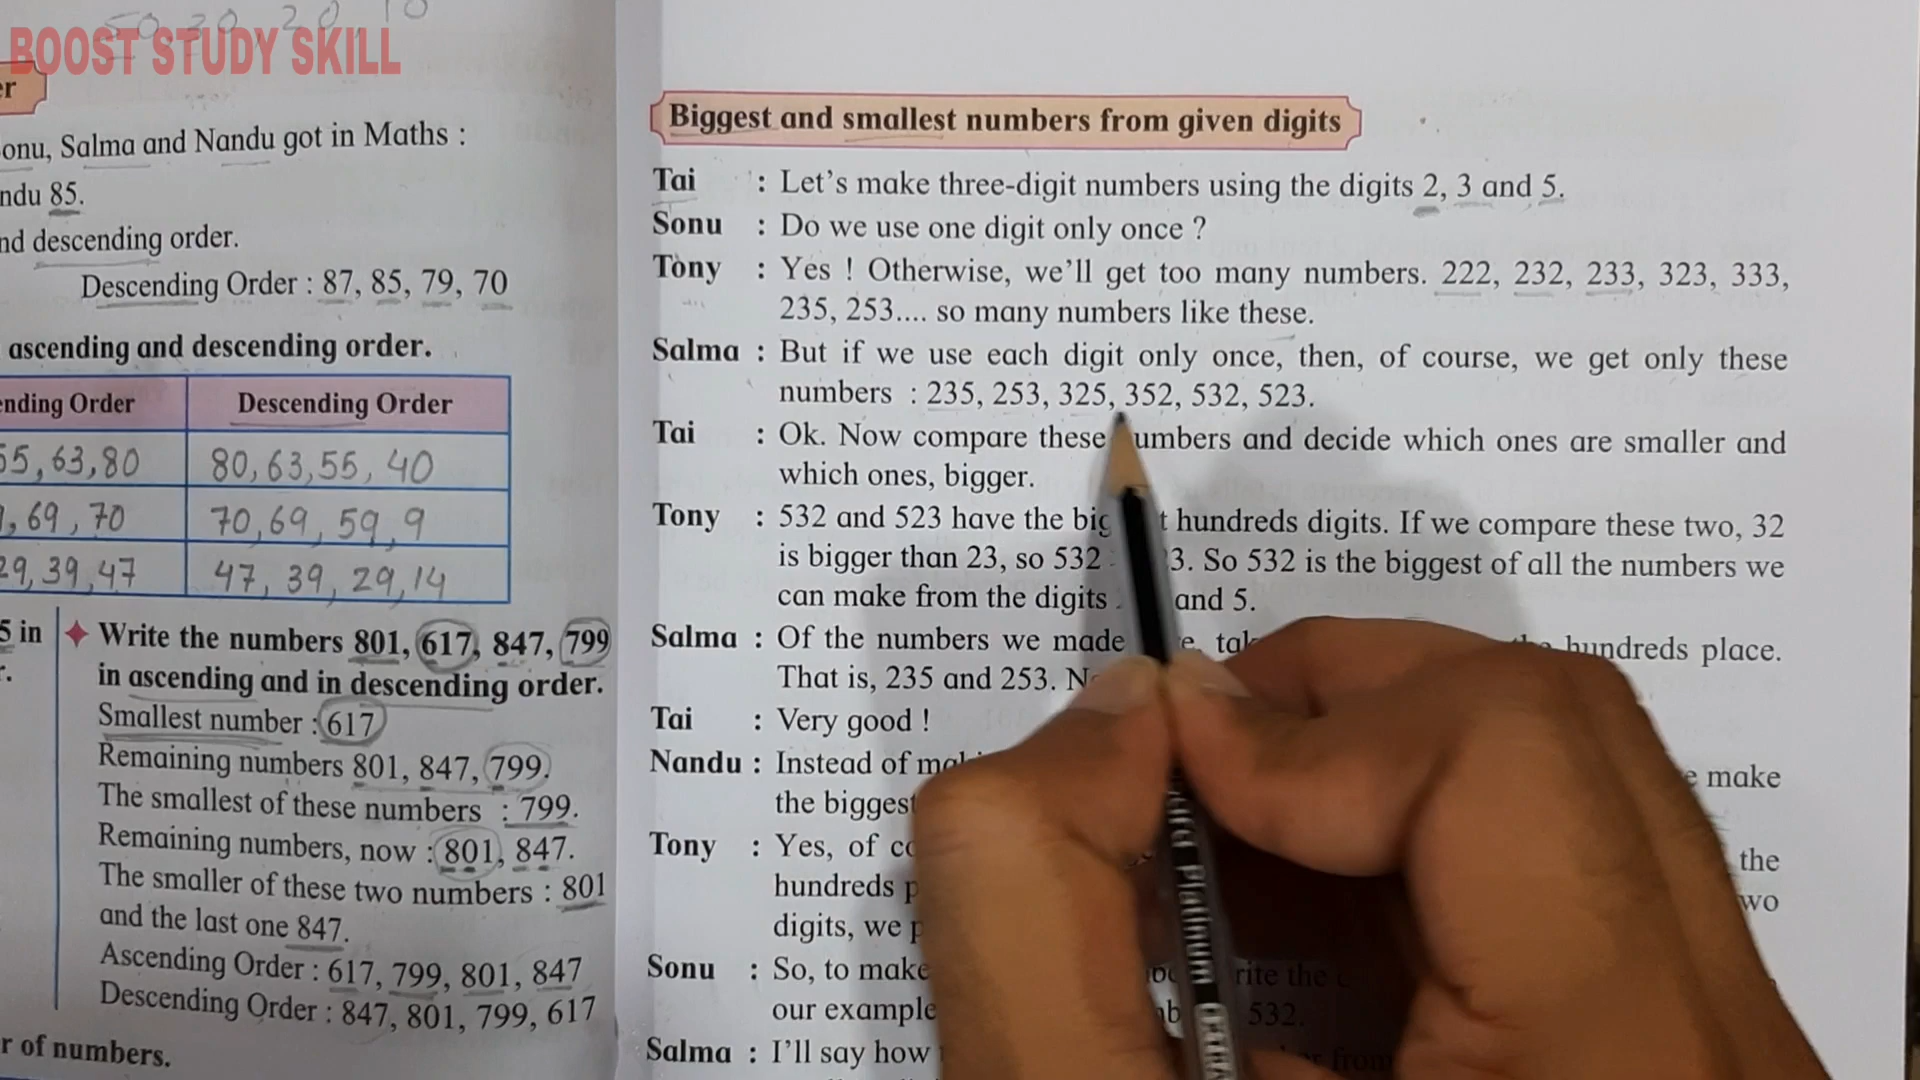 50, 30, 20, 10
BOOST STUDY SKILL
er
onu, Salma and Nandu got in Maths :
ndu 85.
nd descending order.
Descending Order : 87, 85, 79, 70
ascending and descending order.
ending Order
Descending Order
55, 63, 80
80, 63, 55, 40
, 69, 70
70, 69, 59, 9
29, 39, 47
47, 39, 29, 14
5 in
r.
Write the numbers 801, 617, 847, 799
in ascending and in descending order.
Smallest number : 617
Remaining numbers 801, 847, 799.
The smallest of these numbers : 799.
Remaining numbers, now : 801, 847.
The smaller of these two numbers : 801
and the last one 847.
Ascending Order : 617, 799, 801, 847
Descending Order : 847, 801, 799, 617
r of numbers.
Biggest and smallest numbers from given digits
Tai : Let's make three-digit numbers using the digits 2, 3 and 5.
Sonu : Do we use one digit only once ?
Tony : Yes ! Otherwise, we'll get too many numbers. 222, 232, 233, 323, 333,
235, 253.... so many numbers like these.
Salma : But if we use each digit only once, then, of course, we get only these
numbers : 235, 253, 325, 352, 532, 523.
Tai : Ok. Now compare these umbers and decide which ones are smaller and
which ones, bigger.
Tony : 532 and 523 have the big t hundreds digits. If we compare these two, 32
is bigger than 23, so 532 3. So 532 is the biggest of all the numbers we
can make from the digits and 5.
Salma : Of the numbers we made hundreds place.
That is, 235 and 253.
Tai : Very good !
Nandu : Instead of make
the biggest
Tony : Yes, of the
hundreds wo
digits, we
Sonu : So, to make rite the
our example 532.
Salma : I'll say how from